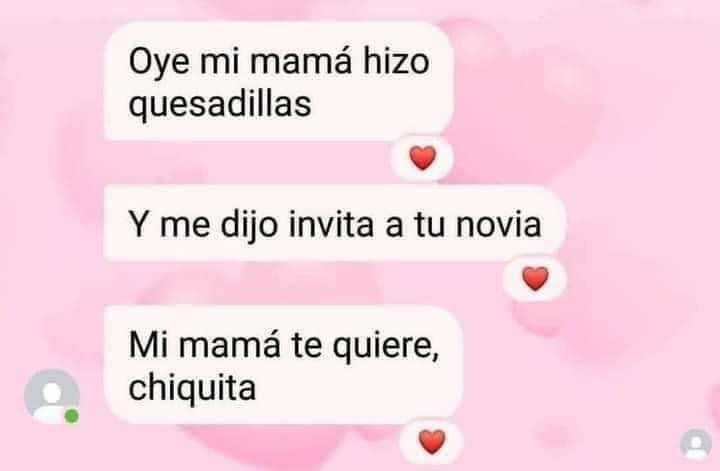 Oye mi mamá hizo
quesadillas
Y me dijo invita a tu novia
Mi mamá te quiere,
chiquita